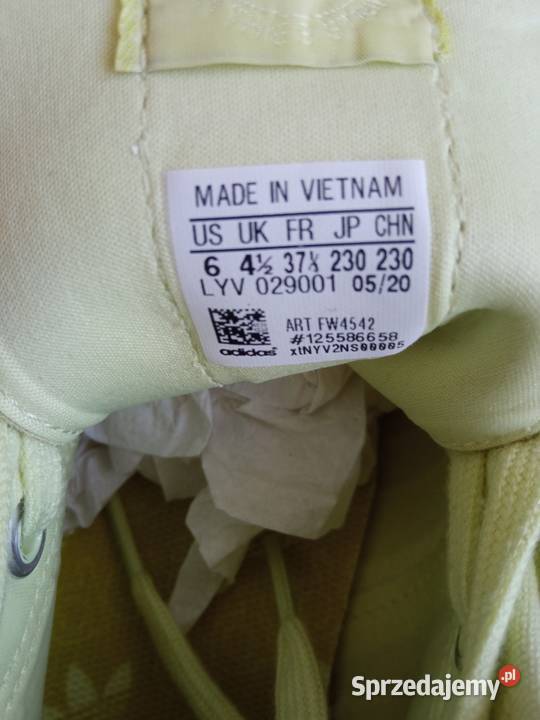 MADE IN VIETNAM
US UK FR JP CHN
6 4½ 37⅓ 230 230
LYV 029001 05/20
ART FW4542
#125586658
adidas xtNYV2NS00005
Sprzedajemy.pl